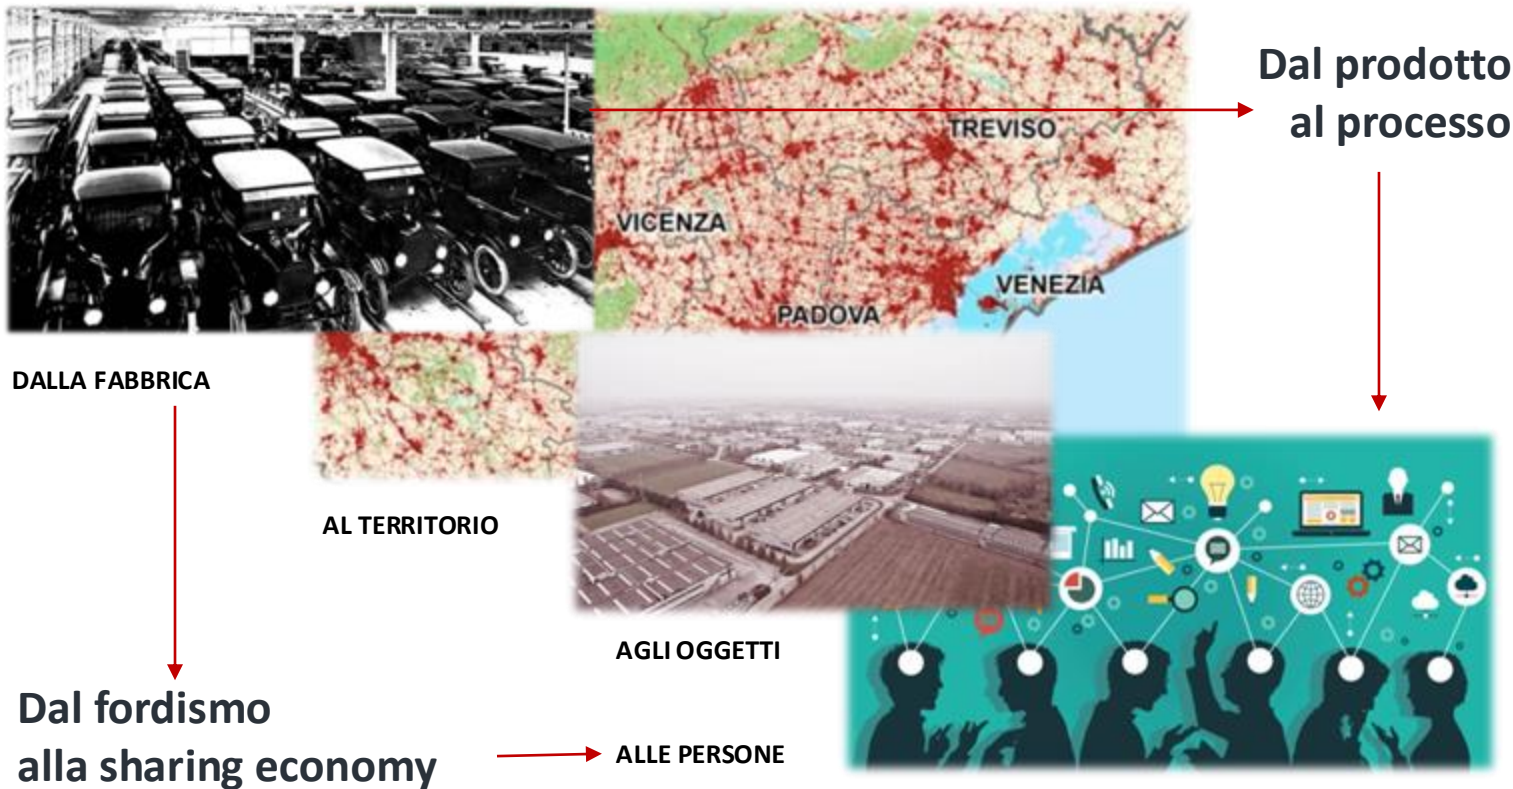 Dal prodotto
al processo
TREVISO
VICENZA
VENEZIA
PADOVA
DALLA FABBRICA
AL TERRITORIO
AGLI OGGETTI
Dal fordismo
alla sharing economy
ALLE PERSONE